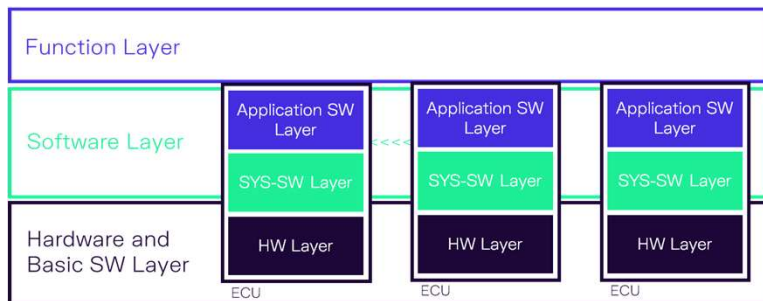 Function Layer
Software Layer
Hardware and
Basic SW Layer
Application SW
Layer
SYS-SW Layer
HW Layer
ECU
<<<<
Application SW
Layer
SYS-SW Layer
HW Layer
ECU
Application SW
Layer
SYS-SW Layer
HW Layer
ECU